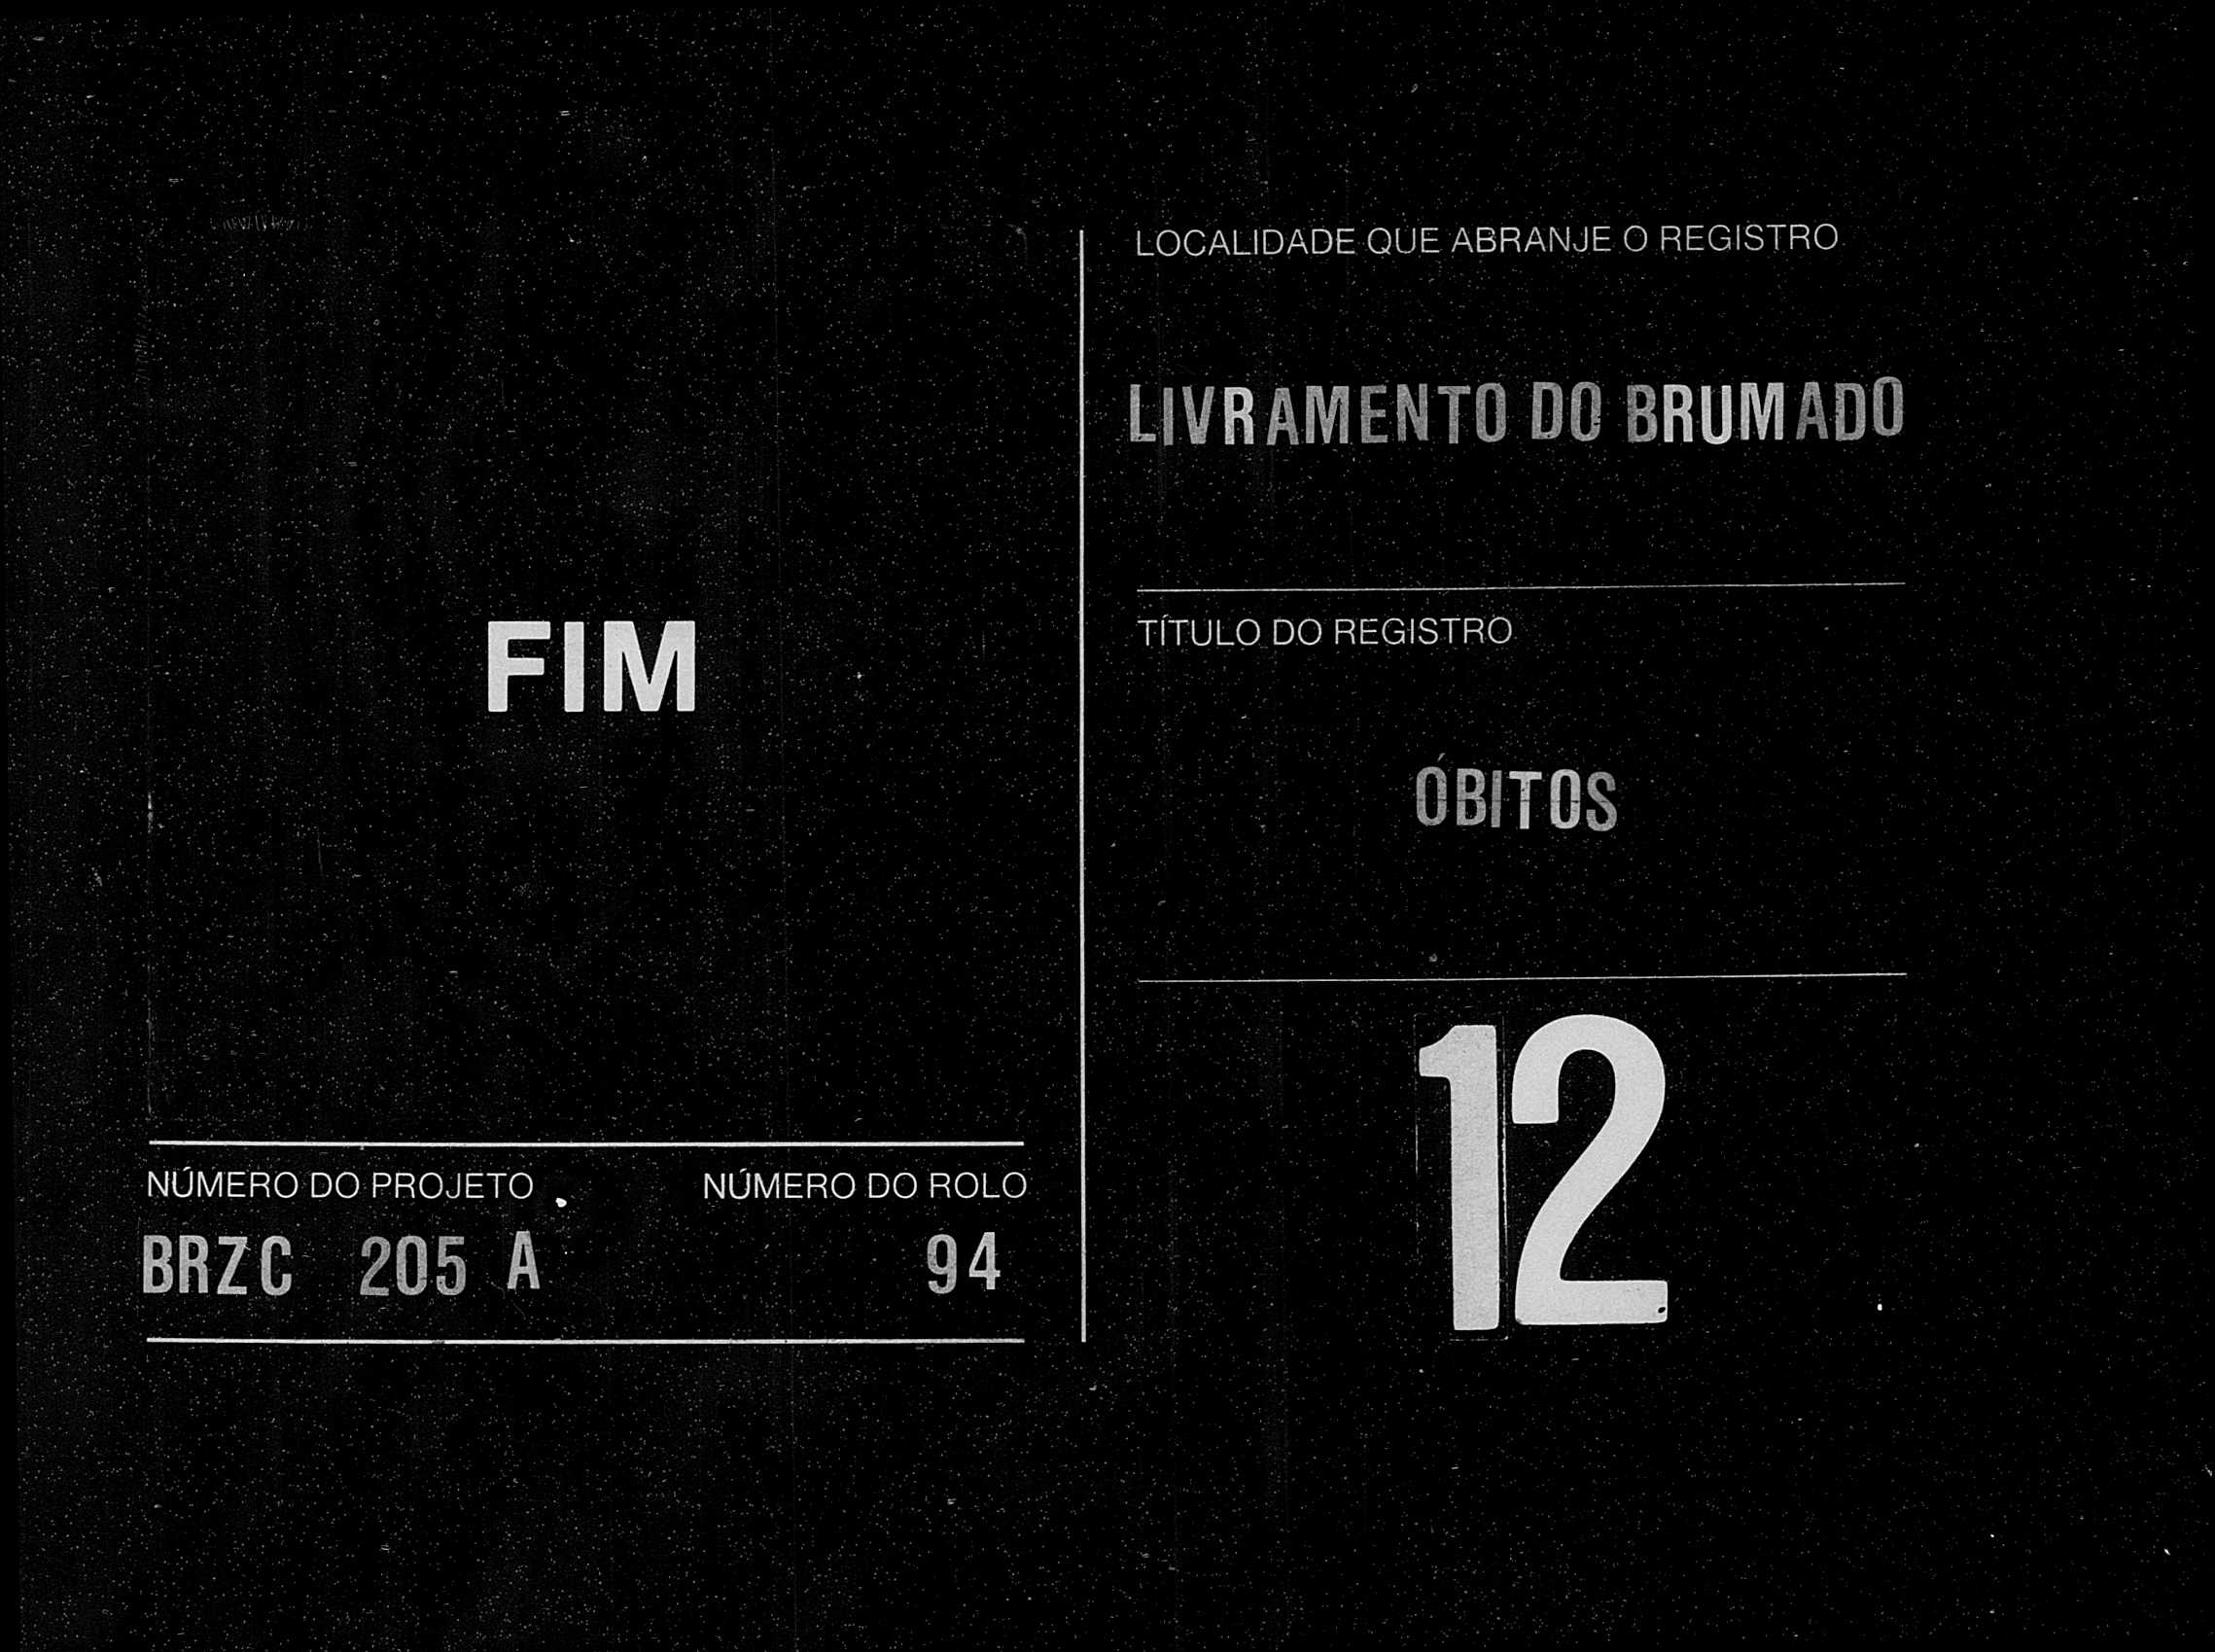 FIM
NÚMERO DO PROJETO
BRZC 205 A
NÚMERO DO ROLO
94
LOCALIDADE QUE ABRANJE O REGISTRO
LIVRAMENTO DO BRUMADO
TÍTULO DO REGISTRO
ÓBITOS
12